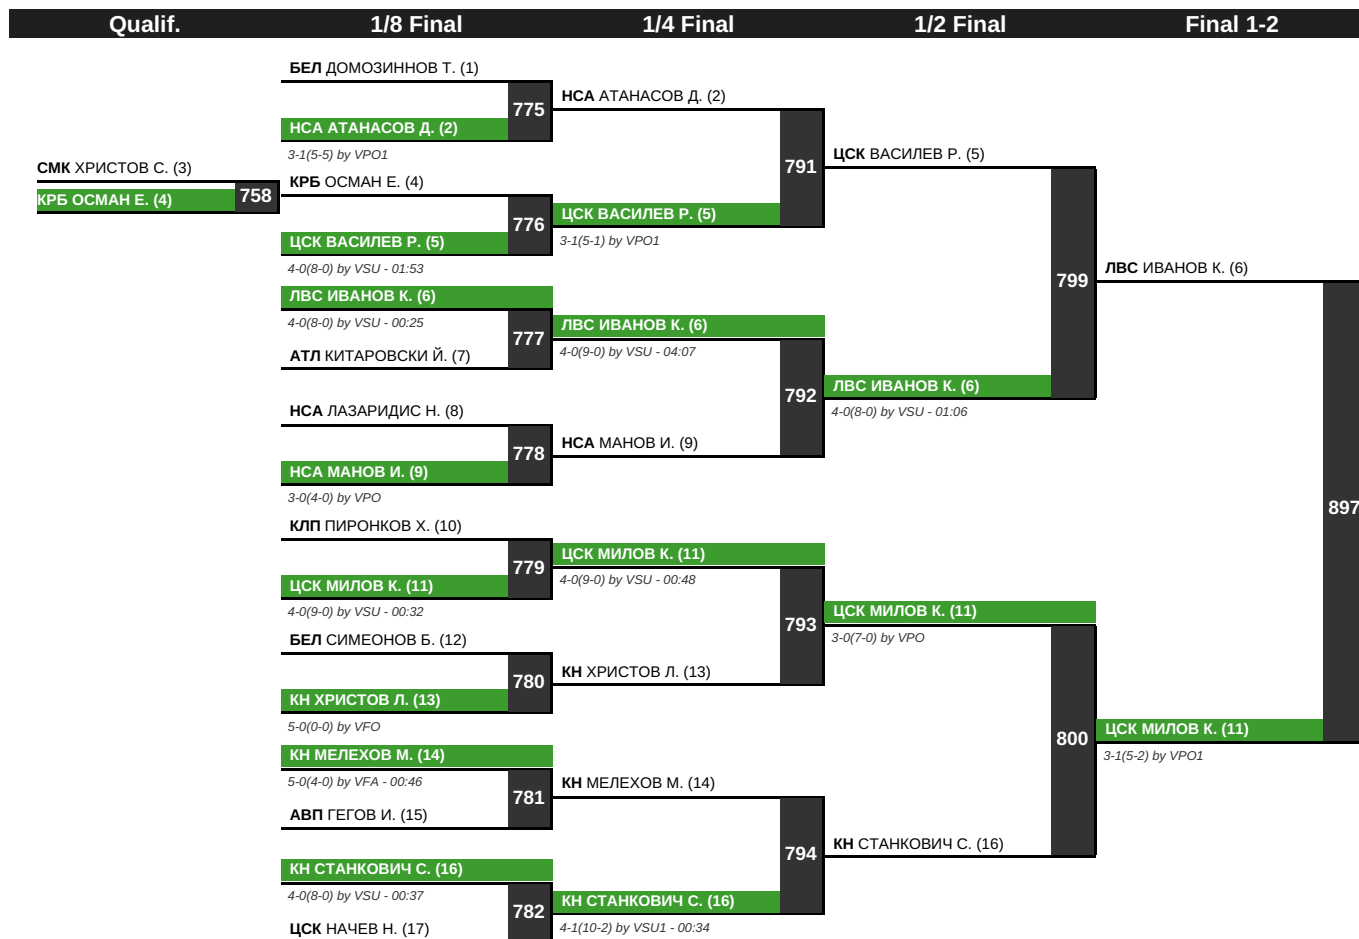 Qualif. 1/8 Final 1/4 Final 1/2 Final Final 1-2
БЕЛ ДОМОЗИННОВ Т. (1)
775
НСА АТАНАСОВ Д. (2)
3-1(5-5) by VPO1
СМК ХРИСТОВ С. (3)
758
КРБ ОСМАН Е. (4)
КРБ ОСМАН Е. (4)
776
ЦСК ВАСИЛЕВ Р. (5)
4-0(8-0) by VSU - 01:53
ЛВС ИВАНОВ К. (6)
4-0(8-0) by VSU - 00:25
777
АТЛ КИТАРОВСКИ Й. (7)
НСА ЛАЗАРИДИС Н. (8)
778
НСА МАНОВ И. (9)
3-0(4-0) by VPO
КЛП ПИРОНКОВ Х. (10)
779
ЦСК МИЛОВ К. (11)
4-0(9-0) by VSU - 00:32
БЕЛ СИМЕОНОВ Б. (12)
780
КН ХРИСТОВ Л. (13)
5-0(0-0) by VFO
КН МЕЛЕХОВ М. (14)
5-0(4-0) by VFA - 00:46
781
АВП ГЕГОВ И. (15)
КН СТАНКОВИЧ С. (16)
4-0(8-0) by VSU - 00:37
782
ЦСК НАЧЕВ Н. (17)
НСА АТАНАСОВ Д. (2)
791
ЦСК ВАСИЛЕВ Р. (5)
3-1(5-1) by VPO1
ЛВС ИВАНОВ К. (6)
4-0(9-0) by VSU - 04:07
792
НСА МАНОВ И. (9)
ЦСК МИЛОВ К. (11)
4-0(9-0) by VSU - 00:48
793
КН ХРИСТОВ Л. (13)
КН МЕЛЕХОВ М. (14)
794
КН СТАНКОВИЧ С. (16)
4-1(10-2) by VSU1 - 00:34
ЦСК ВАСИЛЕВ Р. (5)
799
ЛВС ИВАНОВ К. (6)
4-0(8-0) by VSU - 01:06
ЦСК МИЛОВ К. (11)
3-0(7-0) by VPO
800
КН СТАНКОВИЧ С. (16)
ЛВС ИВАНОВ К. (6)
897
ЦСК МИЛОВ К. (11)
3-1(5-2) by VPO1